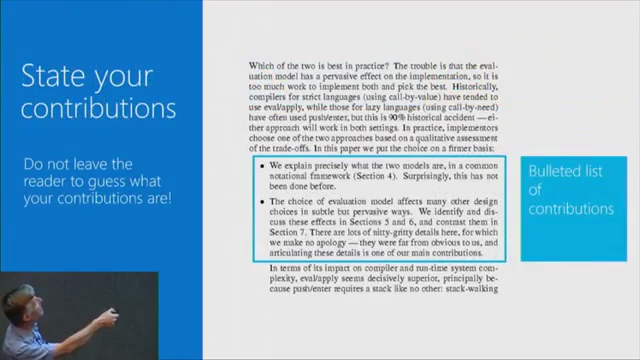 State your
contributions
Do not leave the
reader to guess what
your contributions are!
Which of the two is best in practice? The trouble is that the eval-
uation model has a pervasive effect on the implementation, so it is
too much work to implement both and pick the best. Historically,
compilers for strict languages (using call-by-value) have tended to
use eval/apply, while those for lazy languages (using call-by-need)
have often used push/enter, but this is 90% historical accident — ei-
ther approach will work in both settings. In practice, implementors
choose one of the two approaches based on a qualitative assessment
of the trade-offs. In this paper we put the choice on a firmer basis:
• We explain precisely what the two models are, in a common
notational framework (Section 4). Surprisingly, this has not
been done before.
• The choice of evaluation model affects many other design
choices in subtle but pervasive ways. We identify and dis-
cuss these effects in Sections 5 and 6, and contrast them in
Section 7. There are lots of nitty-gritty details here, for which
we make no apology — they were far from obvious to us, and
articulating these details is one of our main contributions.
In terms of its impact on compiler and run-time system com-
plexity, eval/apply seems decisively superior, principally be-
cause push/enter requires a stack like no other: stack-walking
Bulleted list
of
contributions